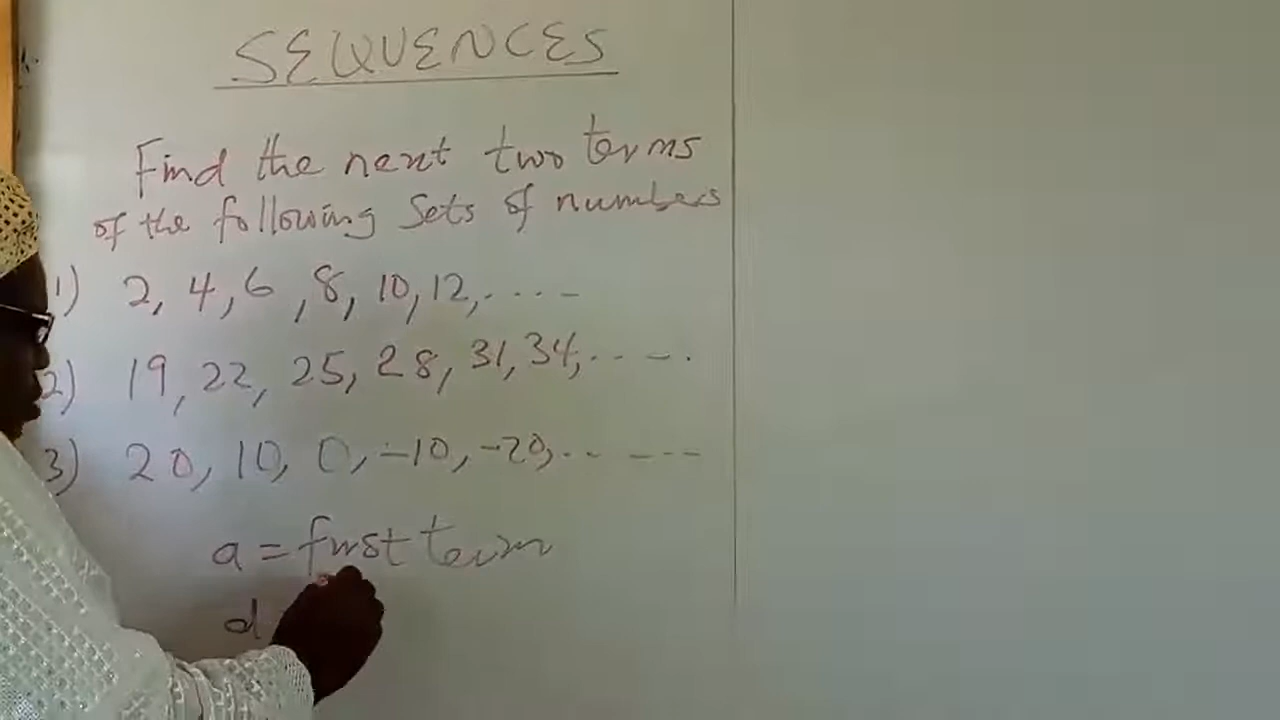 SEQUENCES
Find the next two terms
of the following Sets of numbers
1) 2, 4, 6, 8, 10, 12, . . . . -
2) 19, 22, 25, 28, 31, 34, . - - - .
3) 20, 10, 0, -10, -20, . . - - - -
a = first term
d